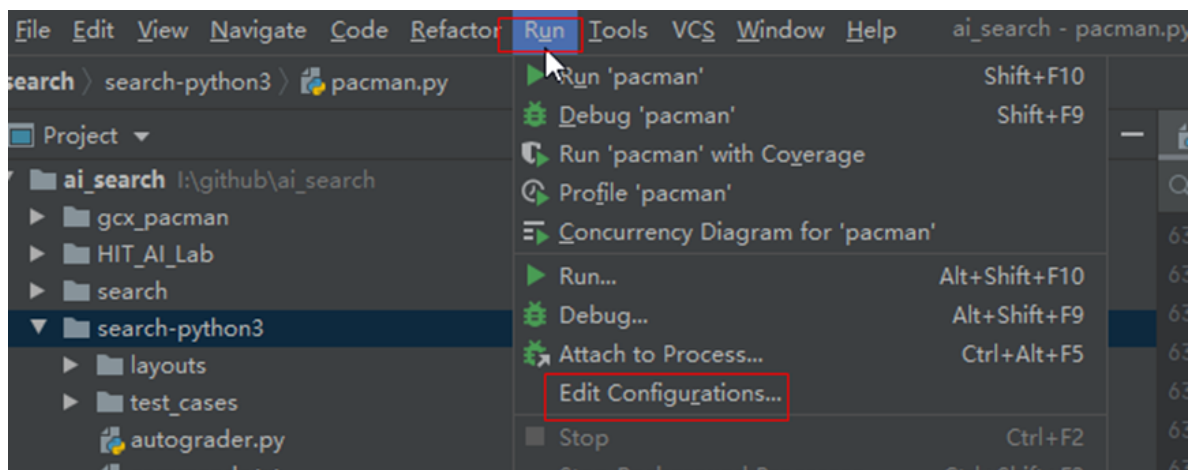 File Edit View Navigate Code Refactor Run Tools VCS Window Help ai_search - pacman.py
search search-python3 pacman.py
Project
ai_search I:\github\ai_search
gcx_pacman
HIT_AI_Lab
search
search-python3
layouts
test_cases
autograder.py
Run 'pacman' Shift+F10
Debug 'pacman' Shift+F9
Run 'pacman' with Coverage
Profile 'pacman'
Concurrency Diagram for 'pacman'
Run... Alt+Shift+F10
Debug... Alt+Shift+F9
Attach to Process... Ctrl+Alt+F5
Edit Configurations...
Stop Ctrl+F2